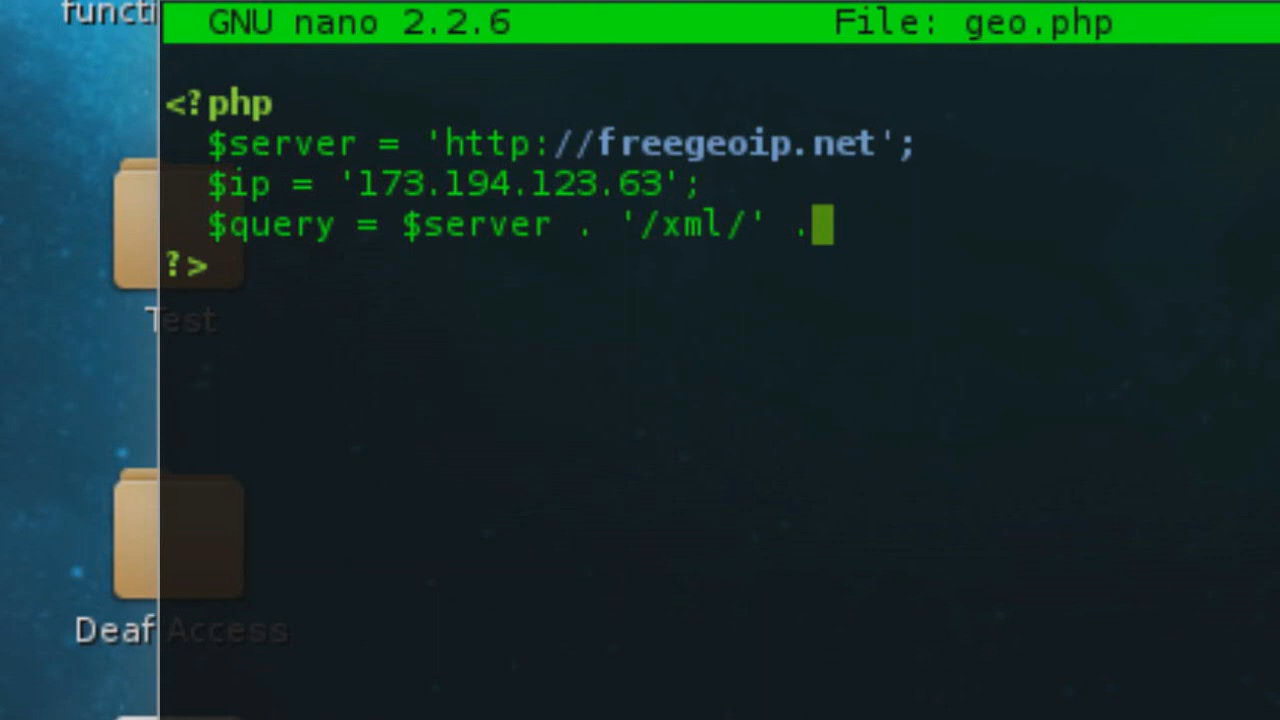 functi
GNU nano 2.2.6 File: geo.php
<?php
$server = 'http://freegeoip.net';
$ip = '173.194.123.63';
$query = $server . '/xml/' .
?>
Test
Deaf Access